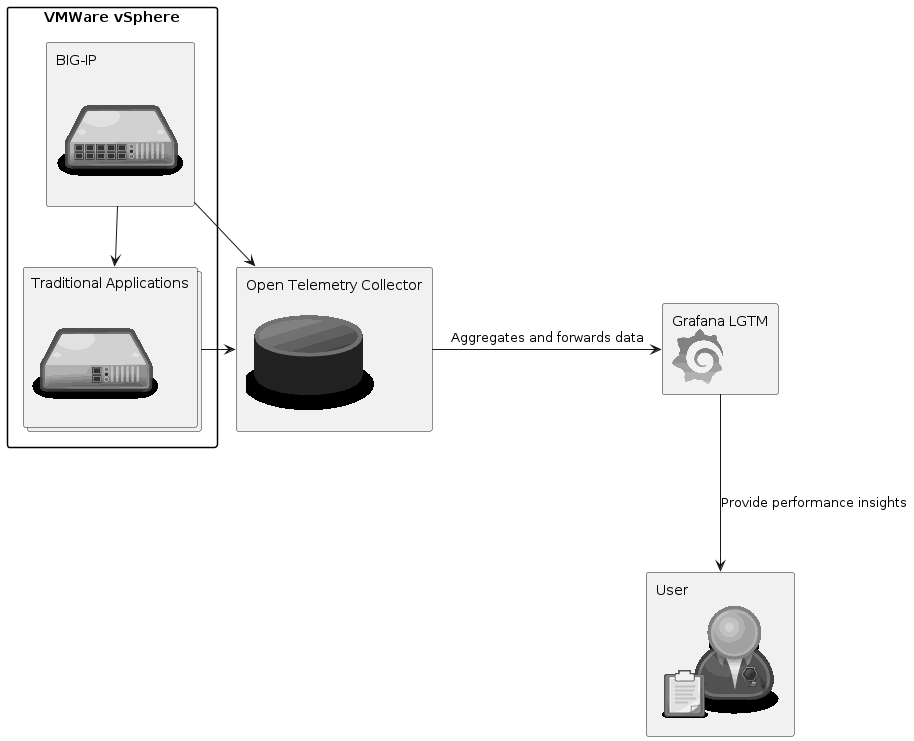 VMWare vSphere
BIG-IP
Traditional Applications
Open Telemetry Collector
Aggregates and forwards data
Grafana LGTM
Provide performance insights
User